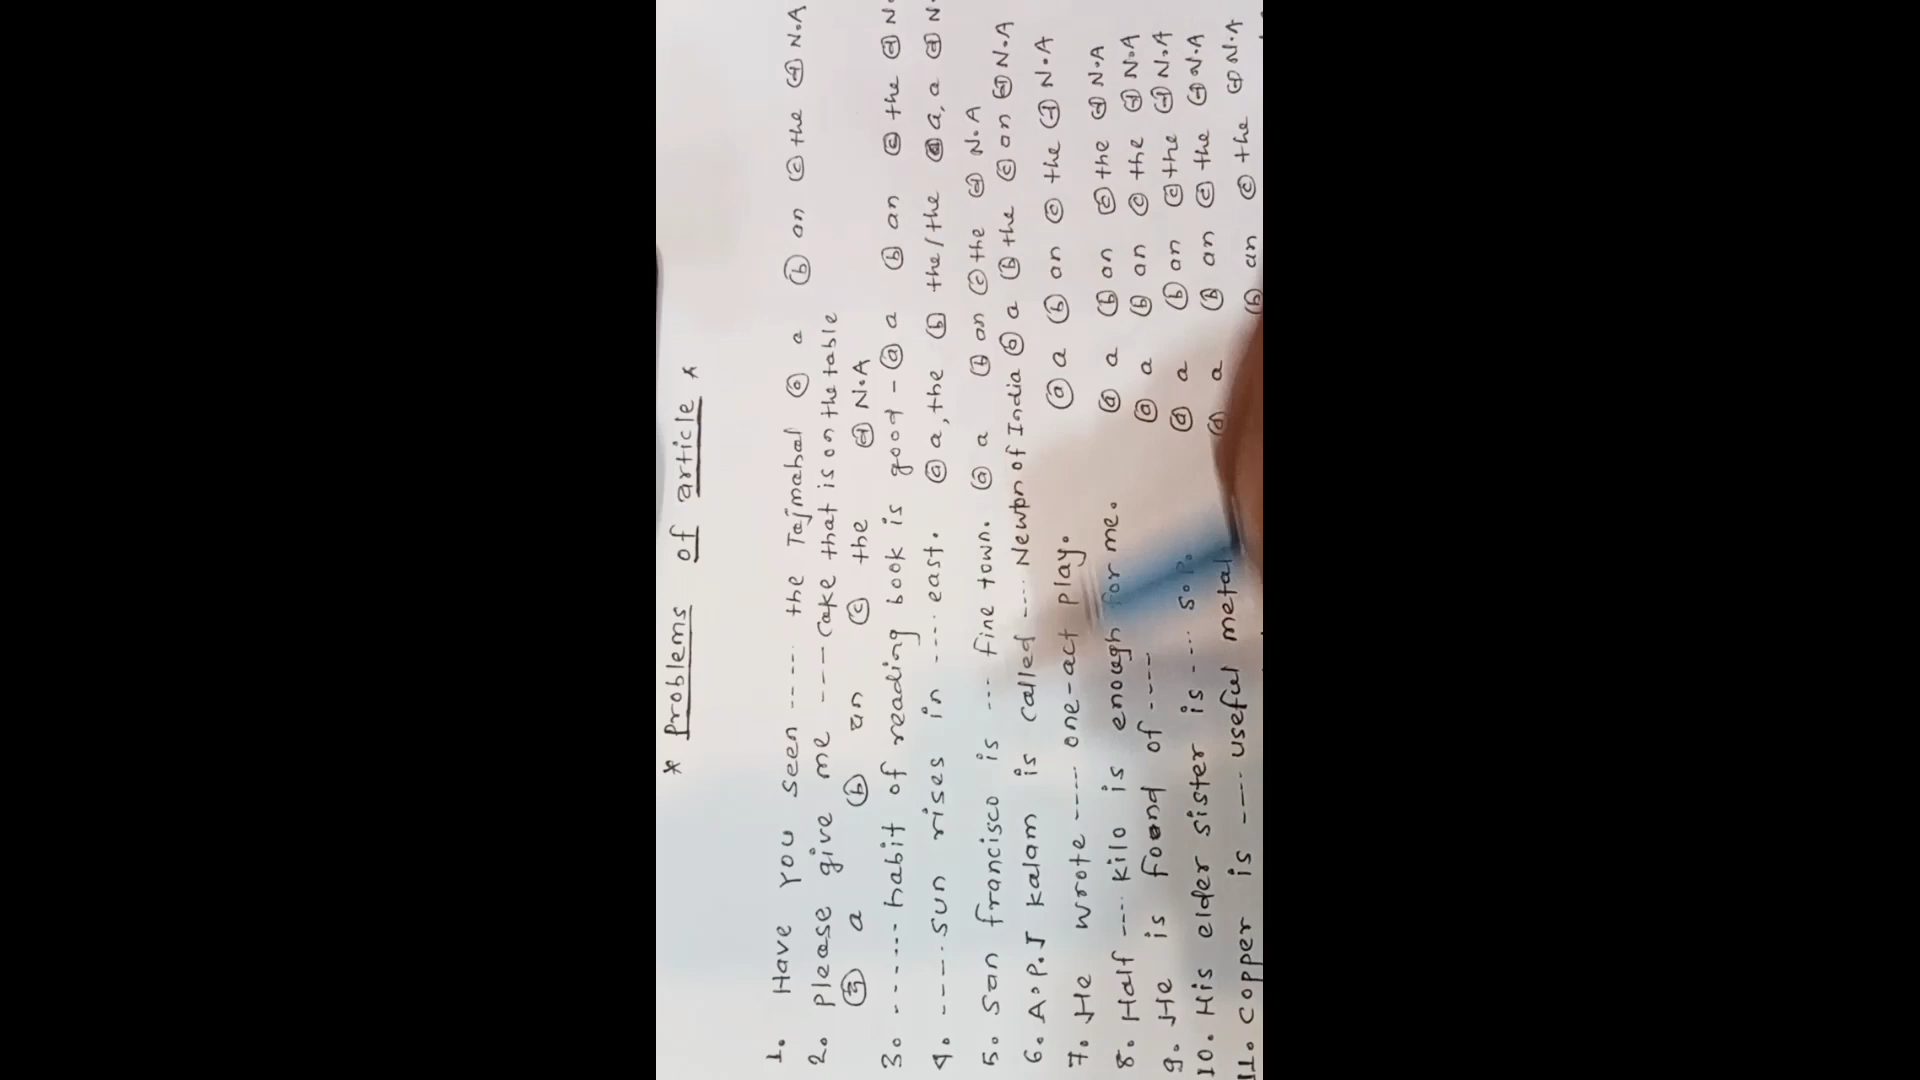 * Problems of article *
1. Have You seen ----- the Tajmahal ⓐ a ⓑ an ⓒ the ⓓ N.A
2. please give me ---- cake that is on the table
ⓐ a ⓑ an ⓒ the ⓓ N.A
3. ------ habit of reading book is good - ⓐ a ⓑ an ⓒ the ⓓ N.
4. ----- sun rises in ---- east. ⓐ a, the ⓑ the/the ⓒ a, a ⓓ N.
5. San francisco is --- fine town. ⓐ a ⓑ an ⓒ the ⓓ N.A
6. A.P.J kalam is called ---- Newton of India ⓐ a ⓑ the ⓒ an ⓓ N.A
7. He wrote ----- one-act play. ⓐ a ⓑ an ⓒ the ⓓ N.A
8. Half ---- kilo is enough for me. ⓐ a ⓑ an ⓒ the ⓓ N.A
9. He is found of ---- ⓐ a ⓑ an ⓒ the ⓓ N.A
10. His elder sister is ---- S.P. ⓐ a ⓑ an ⓒ the ⓓ N.A
11. Copper is ---- useful metal ⓐ a ⓑ an ⓒ the ⓓ N.A
ⓑ an ⓒ the ⓓ N.A